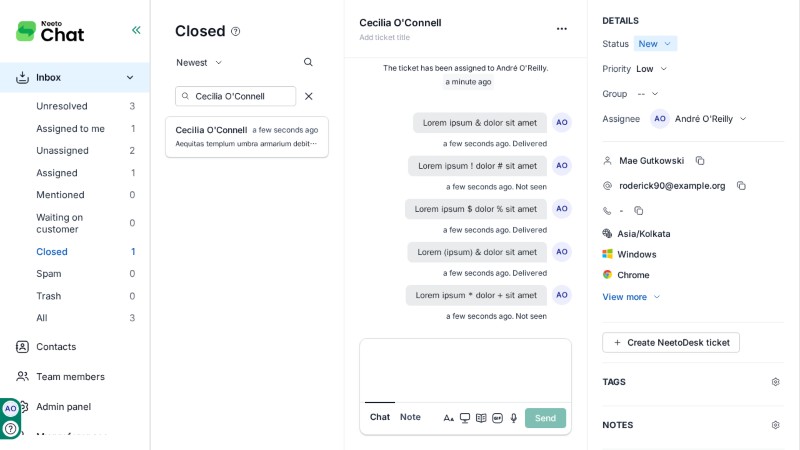 Neeto
Chat
Inbox
Unresolved 3
Assigned to me 1
Unassigned 2
Assigned 1
Mentioned 0
Waiting on
customer 0
Closed 1
Spam 0
Trash 0
All 3
Contacts
Team members
Admin panel
AO
Closed
Newest
Cecilia O'Connell
Cecilia O'Connell a few seconds ago
Aequitas templum umbra armarium debit···
Cecilia O'Connell
Add ticket title
The ticket has been assigned to André O'Reilly.
a minute ago
Lorem ipsum & dolor sit amet AO
a few seconds ago. Delivered
Lorem ipsum ! dolor # sit amet AO
a few seconds ago. Not seen
Lorem ipsum $ dolor % sit amet AO
a few seconds ago. Delivered
Lorem (ipsum) & dolor sit amet AO
a few seconds ago. Delivered
Lorem ipsum * dolor + sit amet AO
a few seconds ago. Not seen
Chat Note GIF Send
DETAILS
Status New
Priority Low
Group --
Assignee AO André O'Reilly
Mae Gutkowski
roderick90@example.org
-
Asia/Kolkata
Windows
Chrome
View more
+ Create NeetoDesk ticket
TAGS
NOTES